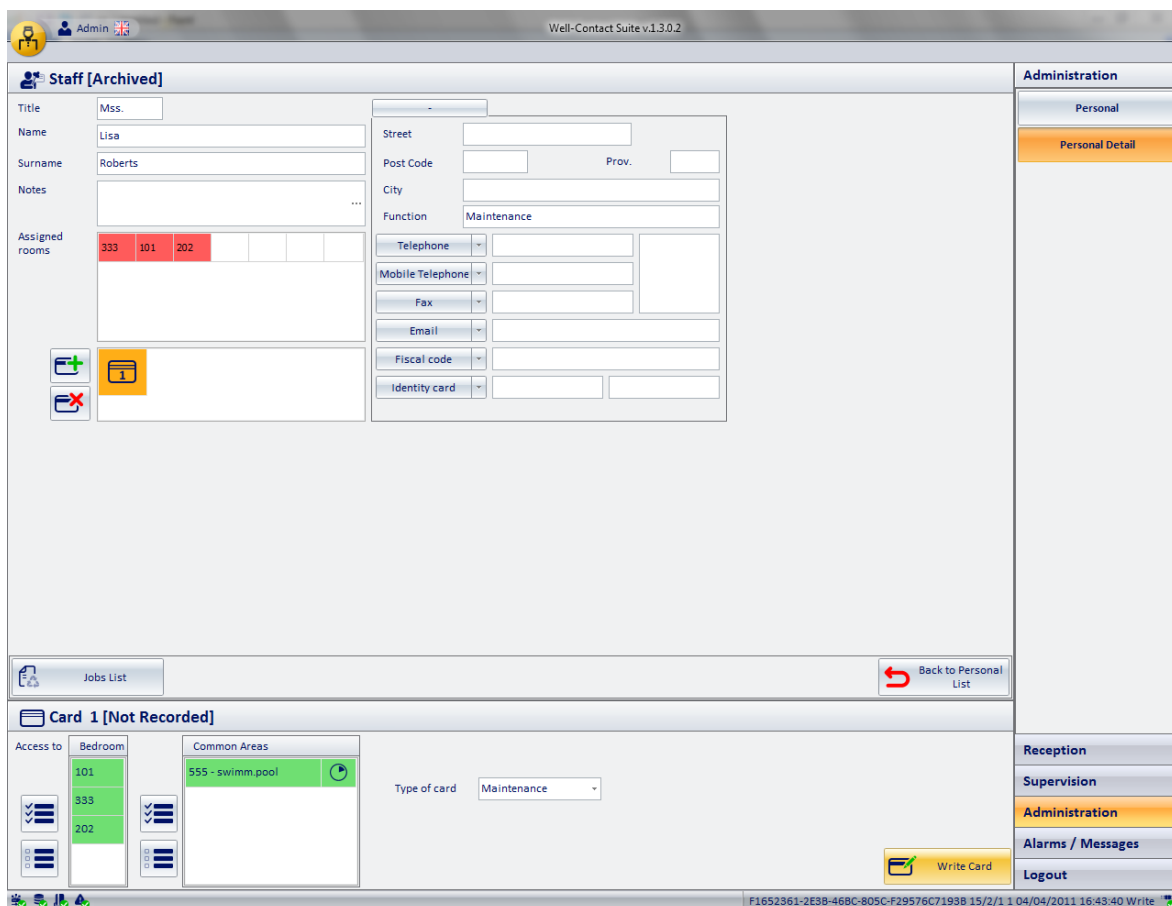 Admin
Well-Contact Suite v.1.3.0.2
Staff [Archived]
Title
Mss.
-
Name
Lisa
Street
Surname
Roberts
Post Code
Prov.
Notes
...
City
Function
Maintenance
Assigned
rooms
333 101 202
Telephone
Mobile Telephone
Fax
Email
1
Fiscal code
Identity card
Jobs List
Back to Personal
List
Card 1 [Not Recorded]
Access to
Bedroom
Common Areas
101
555 - swimm.pool
333
202
Type of card
Maintenance
Write Card
Administration
Personal
Personal Detail
Reception
Supervision
Administration
Alarms / Messages
Logout
F1652361-2E3B-46BC-805C-F29576C7193B 15/2/1 1 04/04/2011 16:43:40 Write